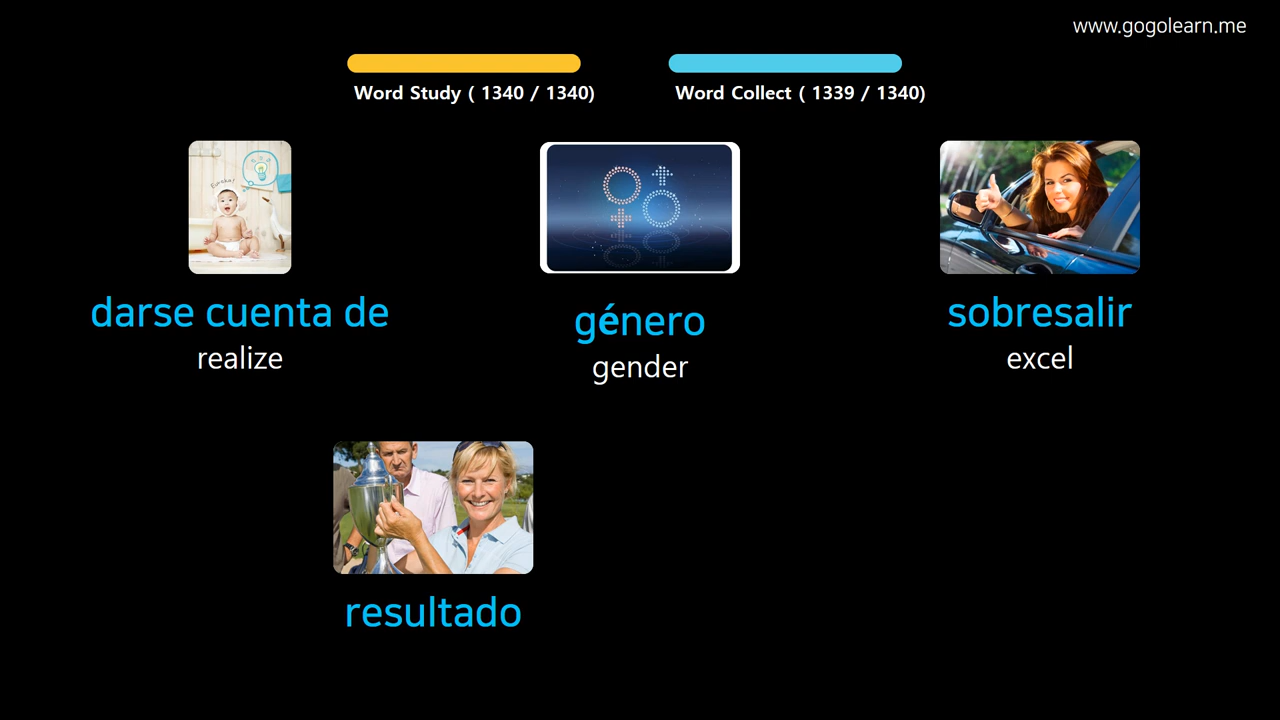 www.gogolearn.me
Word Study ( 1340 / 1340)
Word Collect ( 1339 / 1340)
Eureka!
darse cuenta de
género
sobresalir
realize
gender
excel
resultado